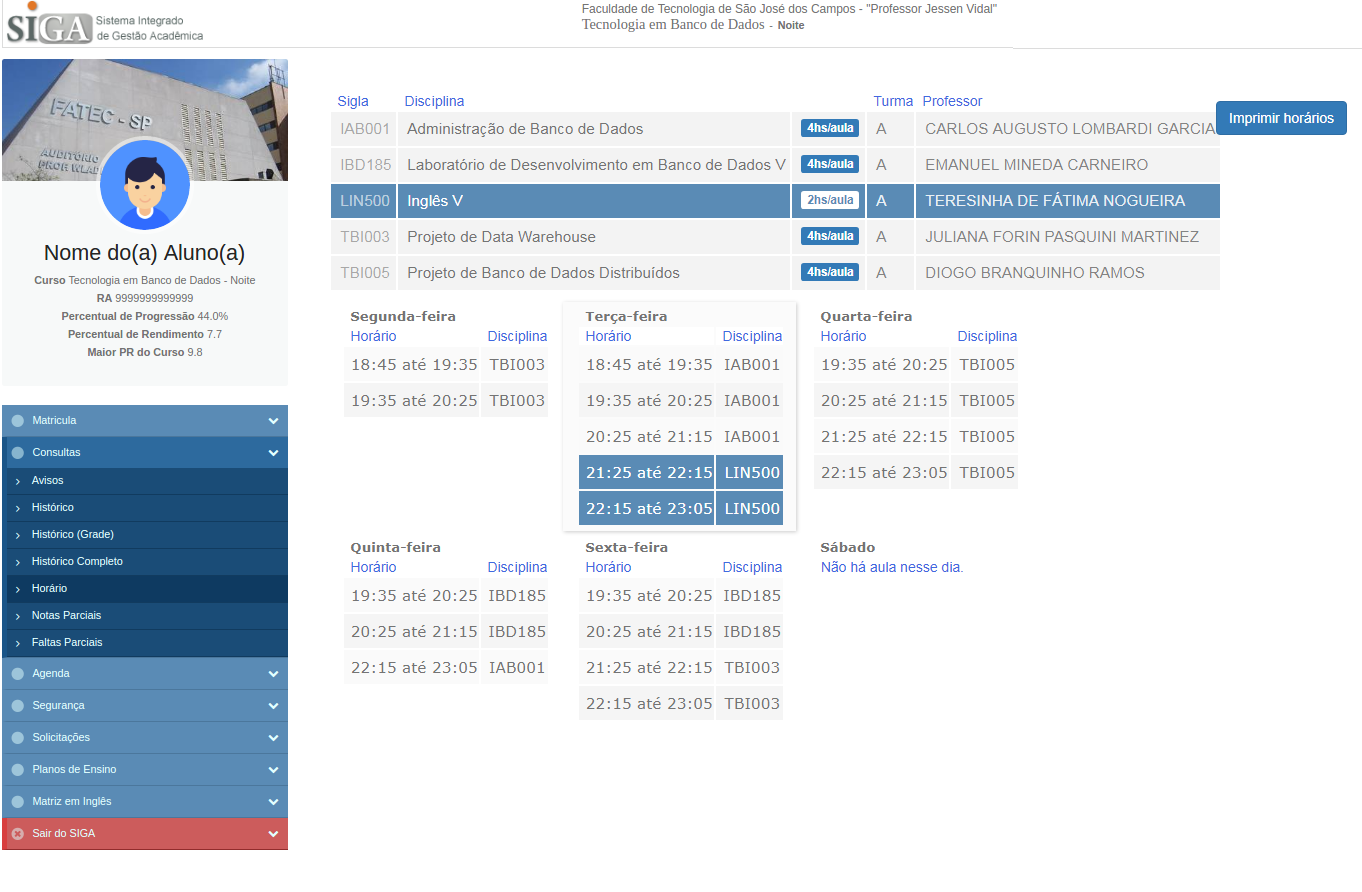 SIGA Sistema Integrado
de Gestão Acadêmica
Faculdade de Tecnologia de São José dos Campos - "Professor Jessen Vidal"
Tecnologia em Banco de Dados - Noite
FATEC - SP
AUDITÓRIO
PROF WLAD
Nome do(a) Aluno(a)
Curso Tecnologia em Banco de Dados - Noite
RA 9999999999999
Percentual de Progressão 44.0%
Percentual de Rendimento 7.7
Maior PR do Curso 9.8
Matricula
Consultas
Avisos
Histórico
Histórico (Grade)
Histórico Completo
Horário
Notas Parciais
Faltas Parciais
Agenda
Segurança
Solicitações
Planos de Ensino
Matriz em Inglês
Sair do SIGA
Sigla Disciplina Turma Professor
IAB001 Administração de Banco de Dados 4hs/aula A CARLOS AUGUSTO LOMBARDI GARCIA
IBD185 Laboratório de Desenvolvimento em Banco de Dados V 4hs/aula A EMANUEL MINEDA CARNEIRO
LIN500 Inglês V 2hs/aula A TERESINHA DE FÁTIMA NOGUEIRA
TBI003 Projeto de Data Warehouse 4hs/aula A JULIANA FORIN PASQUINI MARTINEZ
TBI005 Projeto de Banco de Dados Distribuídos 4hs/aula A DIOGO BRANQUINHO RAMOS
Imprimir horários
Segunda-feira
Horário Disciplina
18:45 até 19:35 TBI003
19:35 até 20:25 TBI003
Terça-feira
Horário Disciplina
18:45 até 19:35 IAB001
19:35 até 20:25 IAB001
20:25 até 21:15 IAB001
21:25 até 22:15 LIN500
22:15 até 23:05 LIN500
Quarta-feira
Horário Disciplina
19:35 até 20:25 TBI005
20:25 até 21:15 TBI005
21:25 até 22:15 TBI005
22:15 até 23:05 TBI005
Quinta-feira
Horário Disciplina
19:35 até 20:25 IBD185
20:25 até 21:15 IBD185
22:15 até 23:05 IAB001
Sexta-feira
Horário Disciplina
19:35 até 20:25 IBD185
20:25 até 21:15 IBD185
21:25 até 22:15 TBI003
22:15 até 23:05 TBI003
Sábado
Não há aula nesse dia.